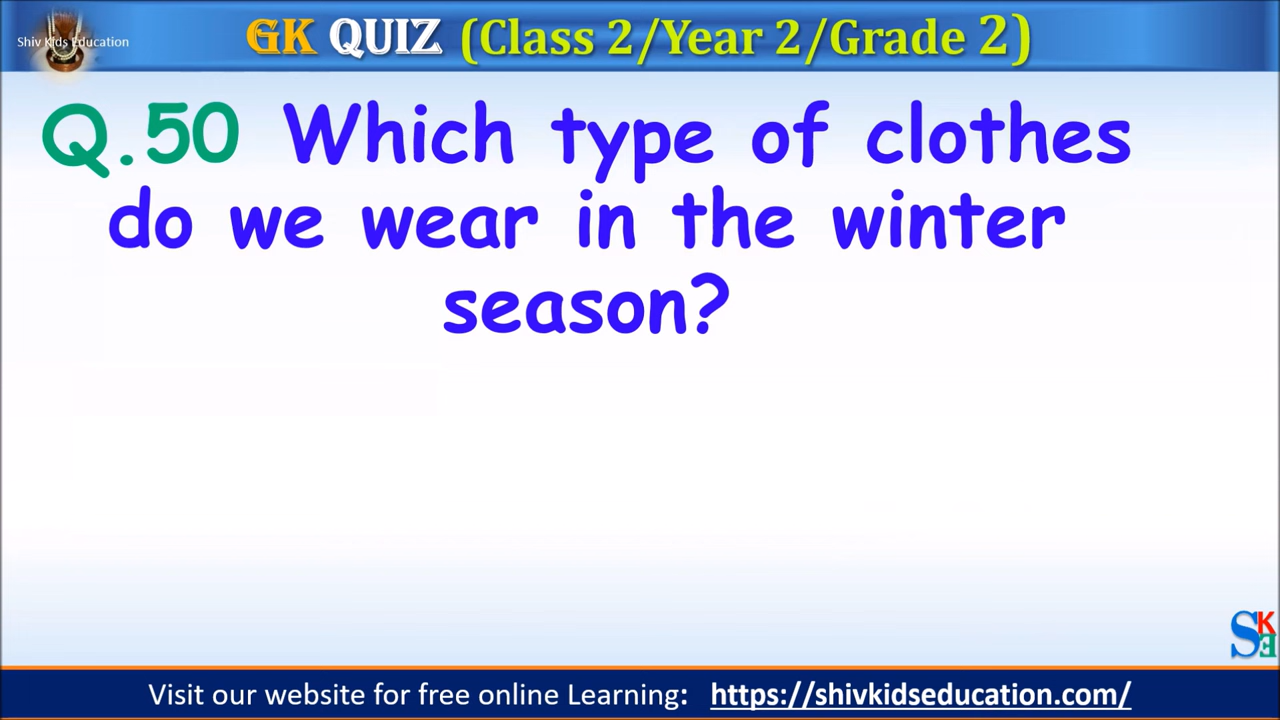 Shiv Kids Education
GK QUIZ (Class 2/Year 2/Grade 2)
Q.50 Which type of clothes
do we wear in the winter
season?
SKE
Visit our website for free online Learning: https://shivkidseducation.com/